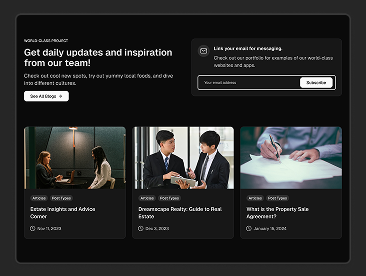 WORLD-CLASS PROJECT
Get daily updates and inspiration
from our team!
Check out cool new spots, try out yummy local foods, and dive
into different cultures.
See All Blogs →
Link your email for messaging.
Check out our portfolio for examples of our world-class
websites and apps.
Your email address
Subscribe
Articles
Post Types
Estate Insights and Advice
Corner
Nov 11, 2023
Articles
Post Types
Dreamscape Realty: Guide to Real
Estate
Dec 3, 2023
Articles
Post Types
What is the Property Sale
Agreement?
January 16, 2024